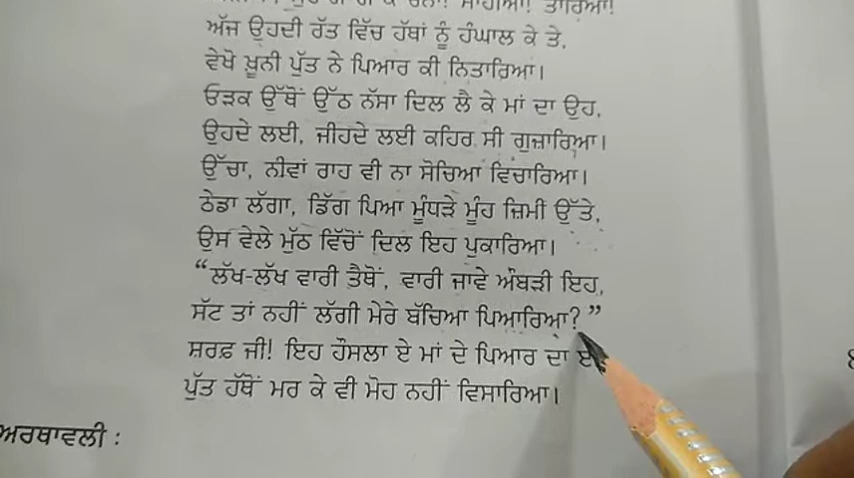 ਅੱਜ ਉਹਦੀ ਰੱਤ ਵਿੱਚ ਹੱਥਾਂ ਨੂੰ ਹੰਘਾਲ ਕੇ ਤੇ,
ਵੇਖੋ ਖ਼ੂਨੀ ਪੁੱਤ ਨੇ ਪਿਆਰ ਕੀ ਨਿਤਾਰਿਆ।
ਓੜਕ ਉੱਥੋਂ ਉੱਠ ਨੱਸਾ ਦਿਲ ਲੈ ਕੇ ਮਾਂ ਦਾ ਉਹ,
ਉਹਦੇ ਲਈ, ਜੀਹਦੇ ਲਈ ਕਹਿਰ ਸੀ ਗੁਜ਼ਾਰਿਆ।
ਉੱਚਾ, ਨੀਵਾਂ ਰਾਹ ਵੀ ਨਾ ਸੋਚਿਆ ਵਿਚਾਰਿਆ।
ਠੇਡਾ ਲੱਗਾ, ਡਿੱਗ ਪਿਆ ਮੂੰਧੜੇ ਮੂੰਹ ਜ਼ਿਮੀਂ ਉੱਤੇ,
ਉਸ ਵੇਲੇ ਮੁੱਠ ਵਿੱਚੋਂ ਦਿਲ ਇਹ ਪੁਕਾਰਿਆ।
“ਲੱਖ-ਲੱਖ ਵਾਰੀ ਤੈਥੋਂ, ਵਾਰੀ ਜਾਵੇ ਅੰਬੜੀ ਇਹ,
ਸੱਟ ਤਾਂ ਨਹੀਂ ਲੱਗੀ ਮੇਰੇ ਬੱਚਿਆ ਪਿਆਰਿਆ?”
ਸ਼ਰਫ਼ ਜੀ! ਇਹ ਹੌਸਲਾ ਏ ਮਾਂ ਦੇ ਪਿਆਰ ਦਾ
ਪੁੱਤ ਹੱਥੋਂ ਮਰ ਕੇ ਵੀ ਮੋਹ ਨਹੀਂ ਵਿਸਾਰਿਆ।
ਅਰਥਾਵਲੀ :